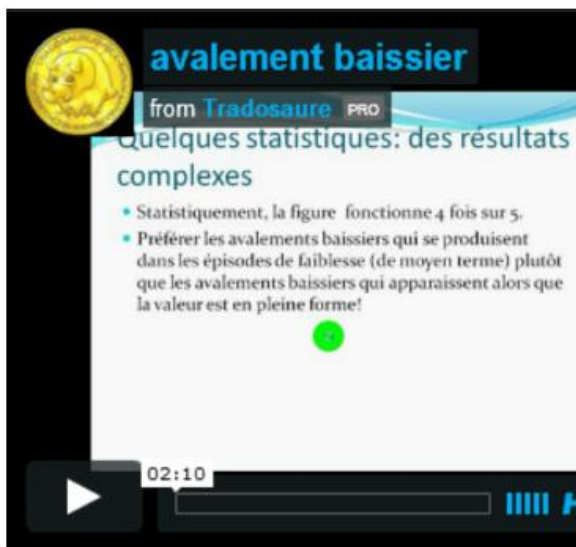 avalement baissier
from Tradosaure PRO
Quelques statistiques: des résultats
complexes
• Statistiquement, la figure fonctionne 4 fois sur 5.
• Préférer les avalements baissiers qui se produisent
dans les épisodes de faiblesse (de moyen terme) plutôt
que les avalements baissiers qui apparaissent alors que
la valeur est en pleine forme!
02:10
H